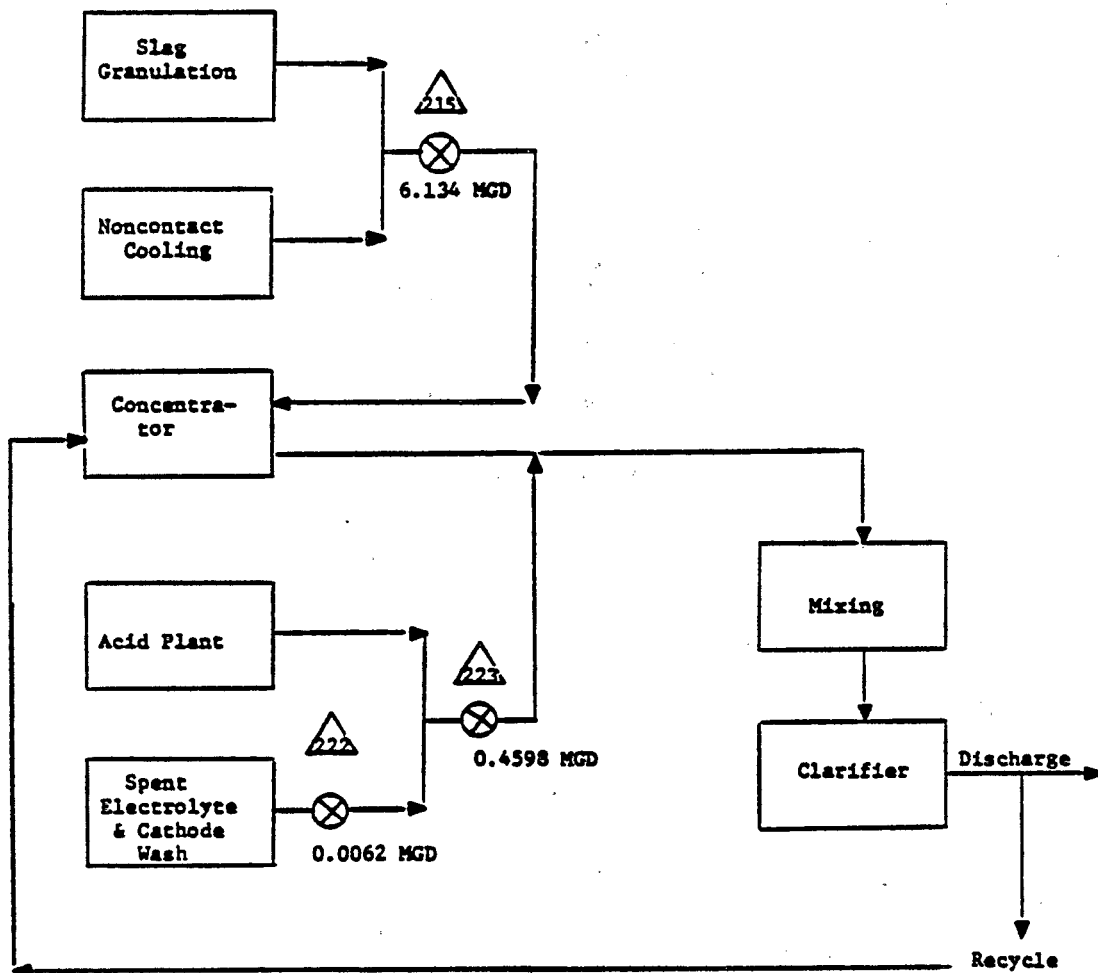 Slag
Granulation
215
6.134 MGD
Noncontact
Cooling
Concentra-
tor
Mixing
Acid Plant
223
0.4598 MGD
222
Spent
Electrolyte
& Cathode
Wash
0.0062 MGD
Clarifier
Discharge
Recycle